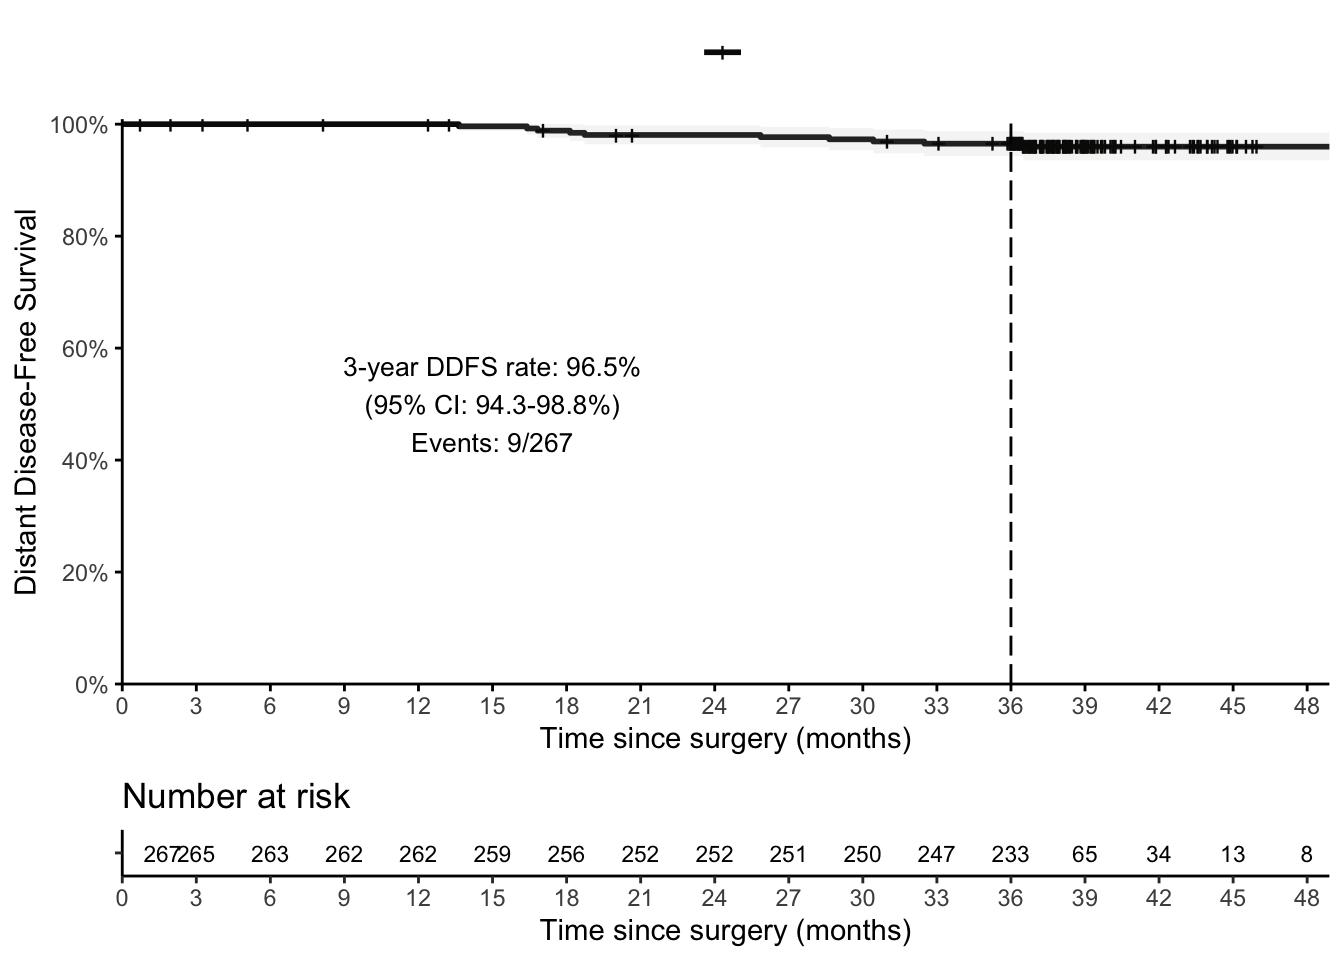 100%
80%
60%
40%
20%
0%
Distant Disease-Free Survival
3-year DDFS rate: 96.5%
(95% CI: 94.3-98.8%)
Events: 9/267
0 3 6 9 12 15 18 21 24 27 30 33 36 39 42 45 48
Time since surgery (months)
Number at risk
267 265 263 262 262 259 256 252 252 251 250 247 233 65 34 13 8
0 3 6 9 12 15 18 21 24 27 30 33 36 39 42 45 48
Time since surgery (months)